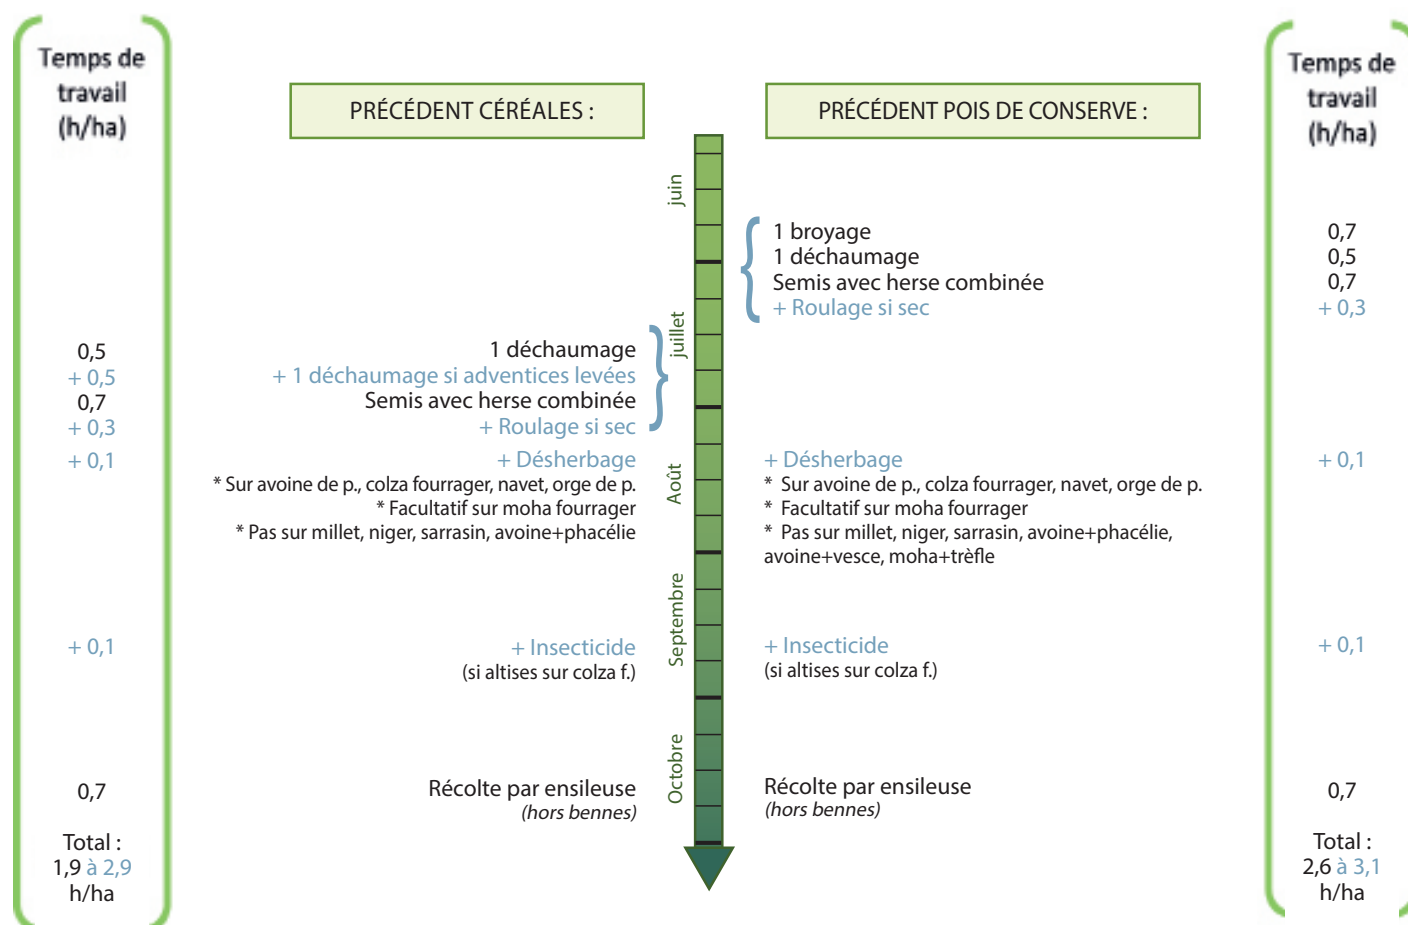 Temps de
travail
(h/ha)
PRÉCÉDENT CÉRÉALES :
PRÉCÉDENT POIS DE CONSERVE :
Temps de
travail
(h/ha)
juin
1 broyage
0,7
1 déchaumage
0,5
Semis avec herse combinée
0,7
+ Roulage si sec
+ 0,3
juillet
0,5
1 déchaumage
+ 0,5
+ 1 déchaumage si adventices levées
0,7
Semis avec herse combinée
+ 0,3
+ Roulage si sec
Août
+ 0,1
+ Désherbage
* Sur avoine de p., colza fourrager, navet, orge de p.
* Facultatif sur moha fourrager
* Pas sur millet, niger, sarrasin, avoine+phacélie
+ Désherbage
+ 0,1
* Sur avoine de p., colza fourrager, navet, orge de p.
* Facultatif sur moha fourrager
* Pas sur millet, niger, sarrasin, avoine+phacélie,
avoine+vesce, moha+trèfle
Septembre
+ 0,1
+ Insecticide
(si altises sur colza f.)
+ Insecticide
+ 0,1
(si altises sur colza f.)
Octobre
0,7
Récolte par ensileuse
(hors bennes)
Récolte par ensileuse
0,7
(hors bennes)
Total :
1,9 à 2,9
h/ha
Total :
2,6 à 3,1
h/ha